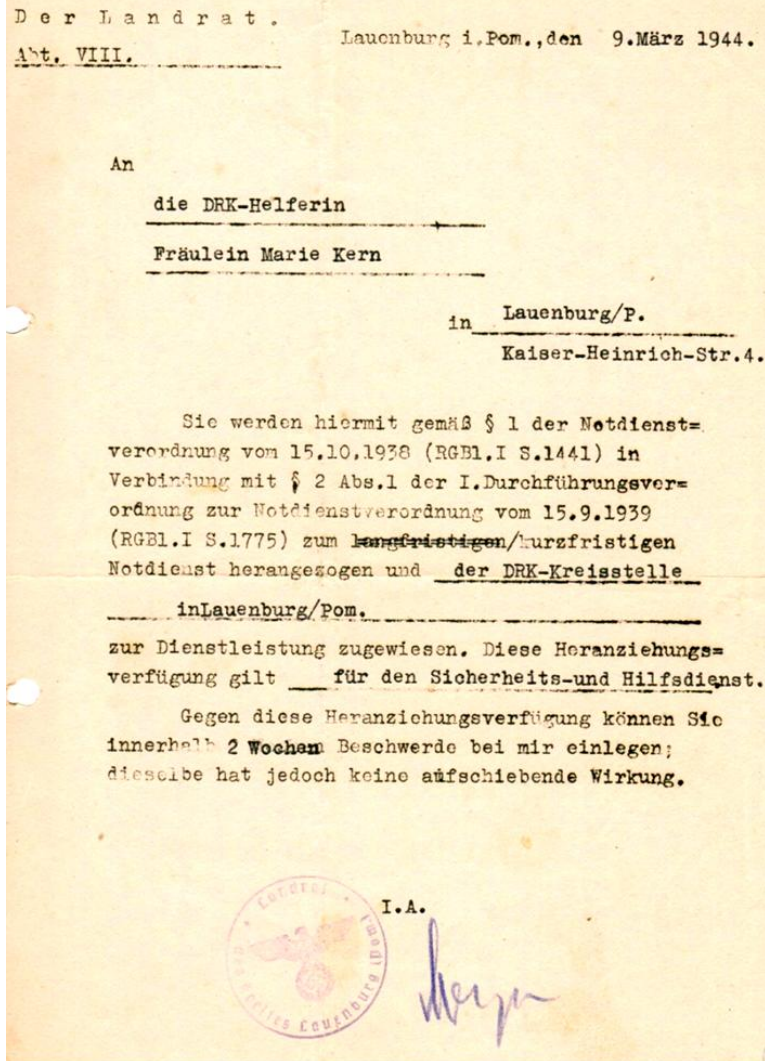 Der Landrat.
Lauenburg i.Pom.,den 9.März 1944.
Abt. VIII.
An
die DRK-Helferin
Fräulein Marie Kern
in Lauenburg/P.
Kaiser-Heinrich-Str.4.
Sie werden hiermit gemäß § 1 der Notdienst=
verordnung vom 15.10.1938 (RGBl.I S.1441) in
Verbindung mit § 2 Abs.1 der I.Durchführungsver=
ordnung zur Notdienstverordnung vom 15.9.1939
(RGBl.I S.1775) zum langfristigen/kurzfristigen
Notdienst herangezogen und der DRK-Kreisstelle
inLauenburg/Pom.
zur Dienstleistung zugewiesen. Diese Heranziehungs=
verfügung gilt für den Sicherheits-und Hilfsdienst.
Gegen diese Heranziehungsverfügung können Sie
innerhalb 2 Wochen Beschwerde bei mir einlegen;
dieselbe hat jedoch keine aufschiebende Wirkung.
I.A.
Landrat
des Kreises Lauenburg (Pom.)